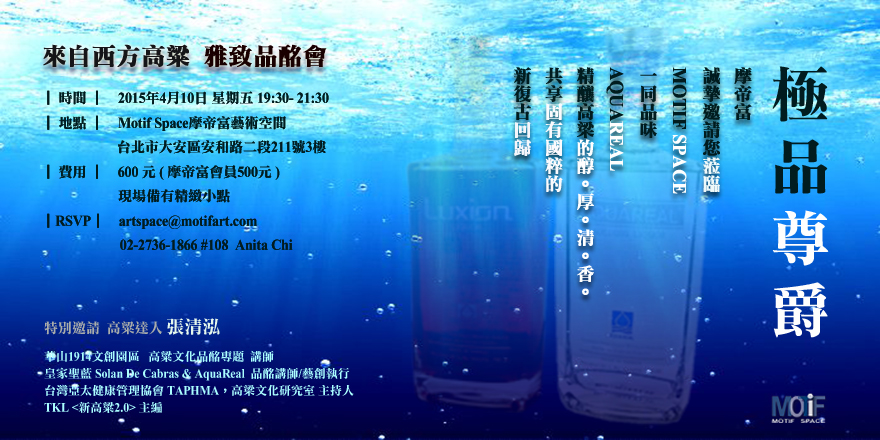 極品尊爵
摩帝富
誠摯邀請您蒞臨
MOTIF SPACE
一同品味
AQUAREAL
精釀高粱的醇。厚。清。香。
共享固有國粹的
新復古回歸
來自西方高粱 雅致品酩會
| 時間 | 2015年4月10日 星期五 19:30- 21:30
| 地點 | Motif Space摩帝富藝術空間
台北市大安區安和路二段211號3樓
| 費用 | 600 元 ( 摩帝富會員500元 )
現場備有精緻小點
| RSVP | artspace@motifart.com
02-2736-1866 #108 Anita Chi
特別邀請 高粱達人 張清泓
華山1914文創園區 高粱文化品酩專題 講師
皇家聖藍 Solan De Cabras & AquaReal 品酩講師/藝創執行
台灣亞太健康管理協會 TAPHMA，高粱文化研究室 主持人
TKL <新高粱2.0> 主編
Luxion
AQUAREAL
MOiF
MOTIF SPACE